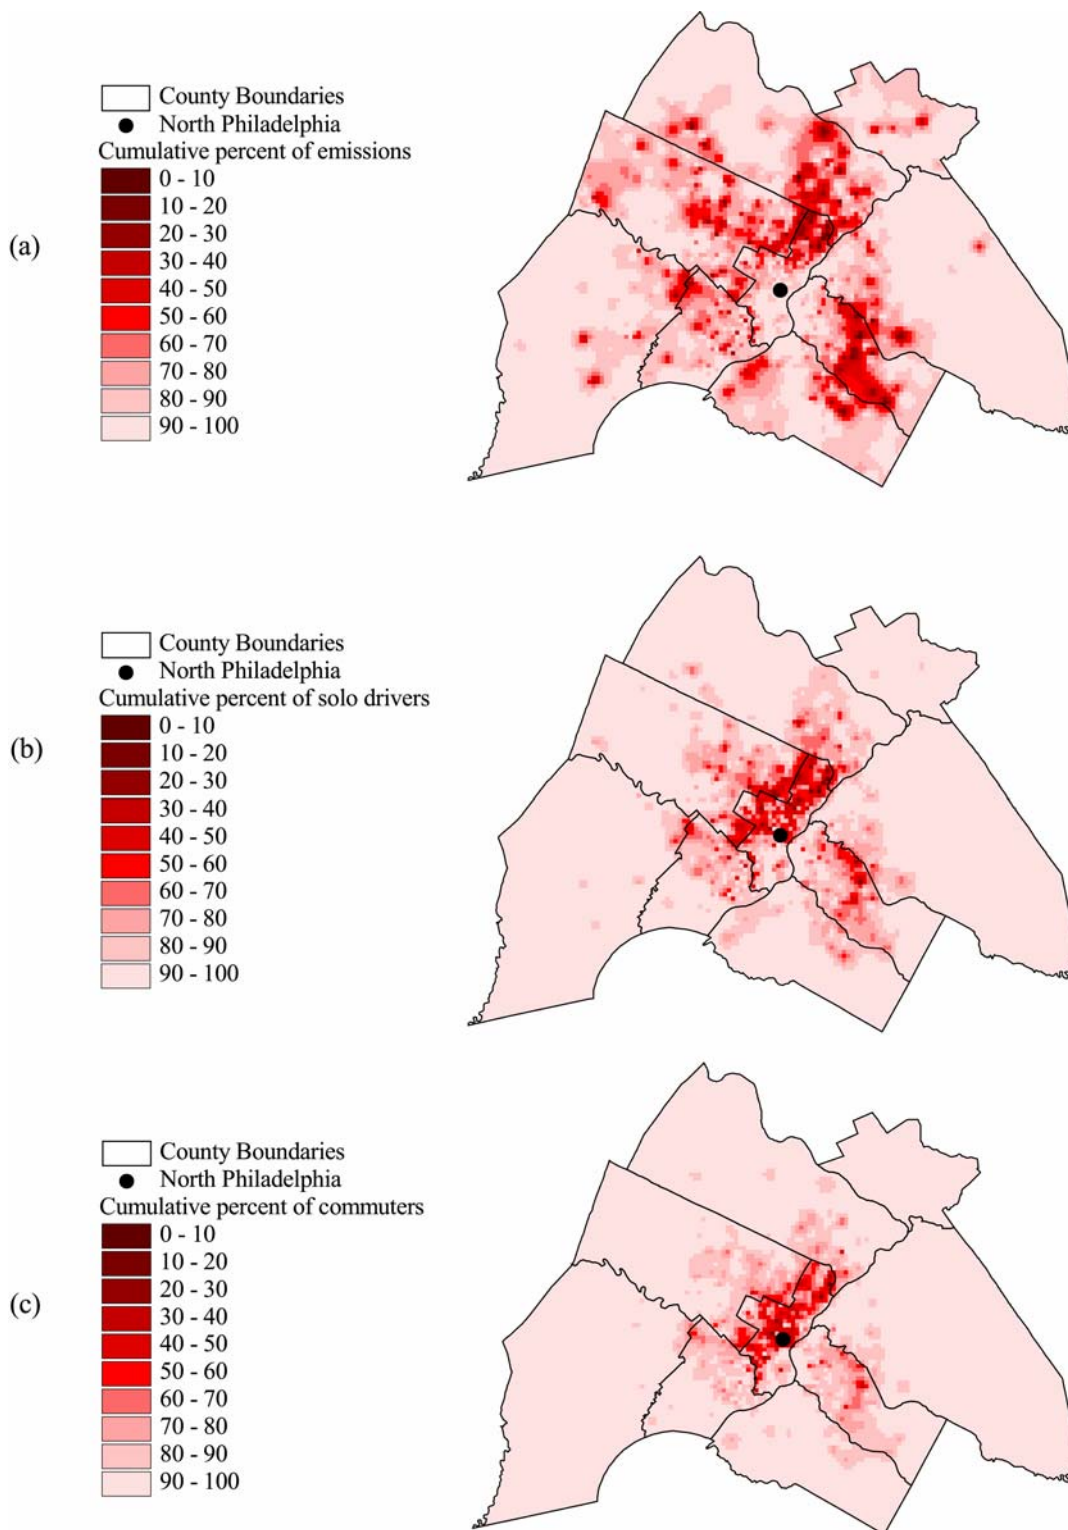 County Boundaries
North Philadelphia
Cumulative percent of emissions
0 - 10
10 - 20
20 - 30
(a)
30 - 40
40 - 50
50 - 60
60 - 70
70 - 80
80 - 90
90 - 100
County Boundaries
North Philadelphia
Cumulative percent of solo drivers
0 - 10
(b)
10 - 20
20 - 30
30 - 40
40 - 50
50 - 60
60 - 70
70 - 80
80 - 90
90 - 100
County Boundaries
North Philadelphia
Cumulative percent of commuters
0 - 10
10 - 20
20 - 30
(c)
30 - 40
40 - 50
50 - 60
60 - 70
70 - 80
80 - 90
90 - 100